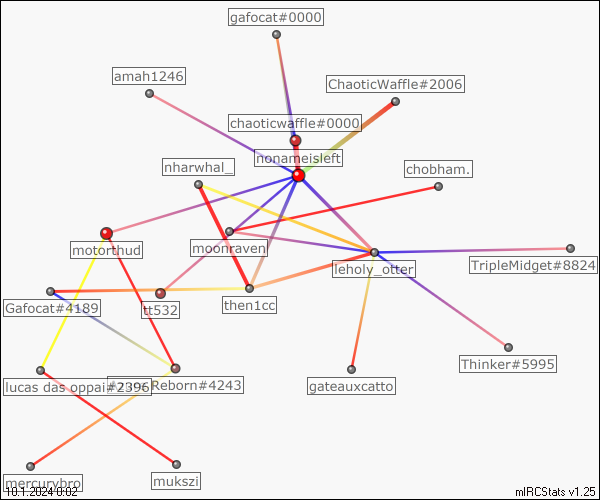 gafocat#0000
amah1246
ChaoticWaffle#2006
chaoticwaffle#0000
nonameisleft
nharwhal_
chobham.
motorthud
moonraven
leholy_otter
TripleMidget#8824
Gafocat#4189
tt532
then1cc
Thinker#5995
lucas das oppai#2396
Reborn#4243
gateauxcatto
mercurybro
mukszi
10.1.2024 0:02
mIRCStats v1.25